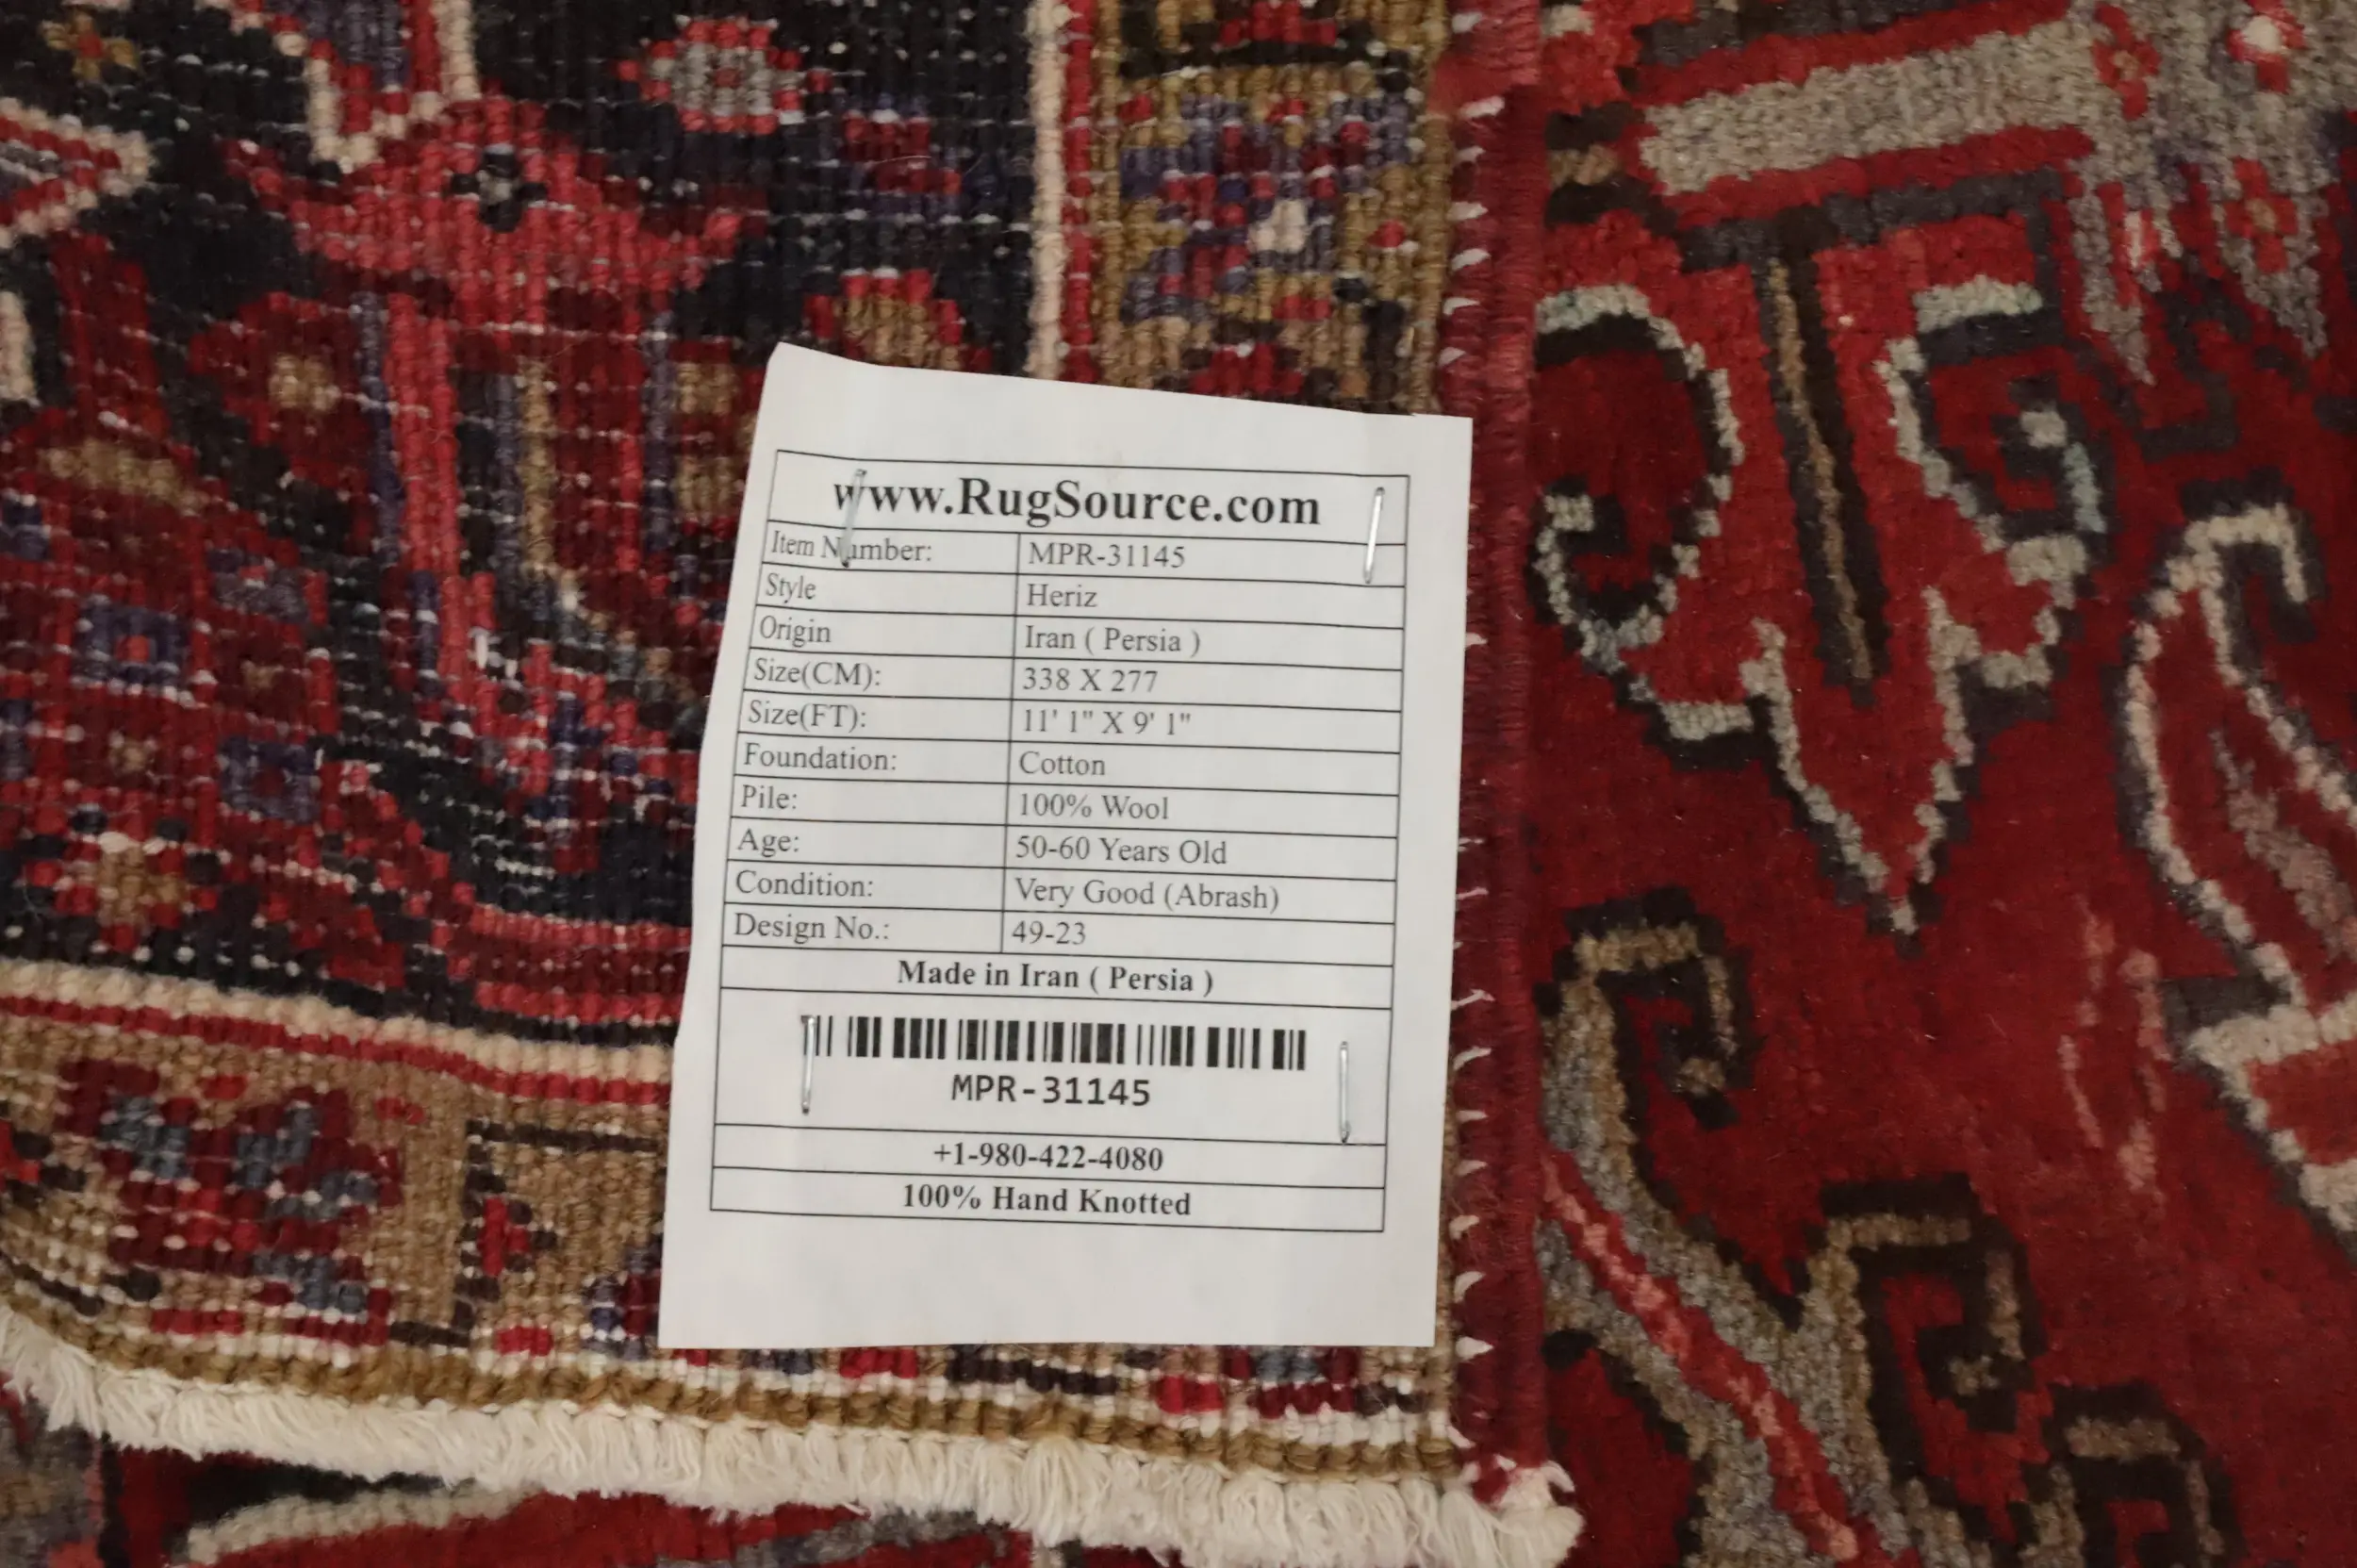 www.RugSource.com
Item Number: MPR-31145
Style Heriz
Origin Iran ( Persia )
Size(CM): 338 X 277
Size(FT): 11' 1" X 9' 1"
Foundation: Cotton
Pile: 100% Wool
Age: 50-60 Years Old
Condition: Very Good (Abrash)
Design No.: 49-23
Made in Iran ( Persia )
MPR-31145
+1-980-422-4080
100% Hand Knotted